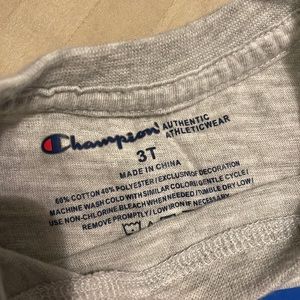 Champion
AUTHENTIC
ATHLETICWEAR
3T
MADE IN CHINA
60% COTTON 40% POLYESTER / EXCLUSIVE OF DECORATION
MACHINE WASH COLD WITH SIMILAR COLORS / GENTLE CYCLE /
USE NON-CHLORINE BLEACH WHEN NEEDED / TUMBLE DRY LOW /
REMOVE PROMPTLY / LOW IRON IF NECESSARY